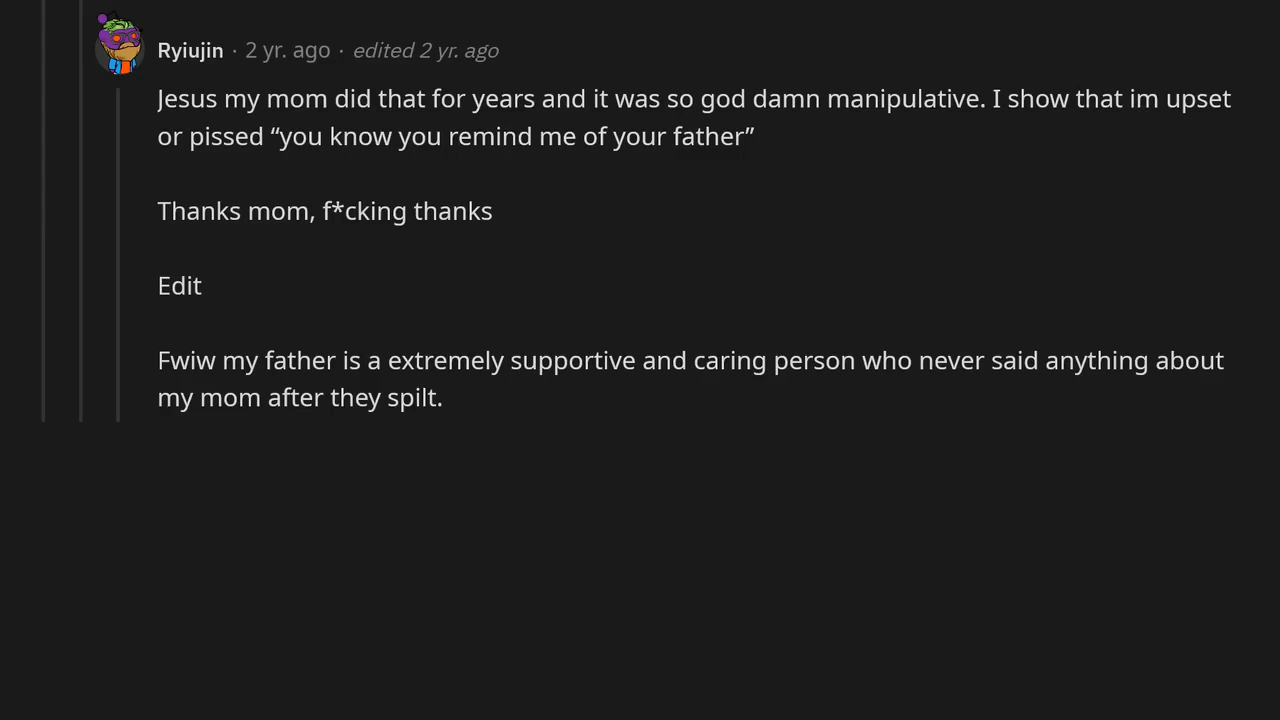 Ryiujin · 2 yr. ago · edited 2 yr. ago
Jesus my mom did that for years and it was so god damn manipulative. I show that im upset
or pissed “you know you remind me of your father”
Thanks mom, f*cking thanks
Edit
Fwiw my father is a extremely supportive and caring person who never said anything about
my mom after they spilt.